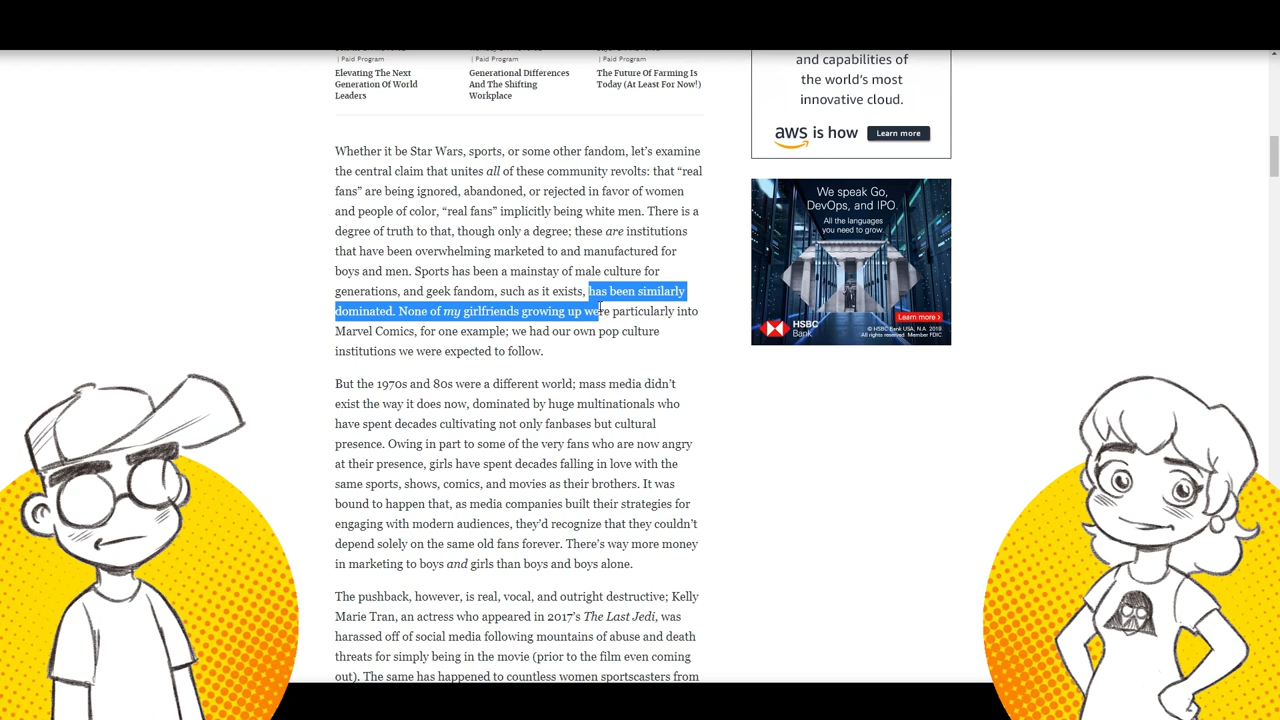 | Paid Program
| Paid Program
| Paid Program
Elevating The Next
Generation Of World
Leaders
Generational Differences
And The Shifting
Workplace
The Future Of Farming Is
Today (At Least For Now!)
Whether it be Star Wars, sports, or some other fandom, let’s examine
the central claim that unites all of these community revolts: that “real
fans” are being ignored, abandoned, or rejected in favor of women
and people of color, “real fans” implicitly being white men. There is a
degree of truth to that, though only a degree; these are institutions
that have been overwhelming marketed to and manufactured for
boys and men. Sports has been a mainstay of male culture for
generations, and geek fandom, such as it exists, has been similarly
dominated. None of my girlfriends growing up were particularly into
Marvel Comics, for one example; we had our own pop culture
institutions we were expected to follow.
But the 1970s and 80s were a different world; mass media didn’t
exist the way it does now, dominated by huge multinationals who
have spent decades cultivating not only fanbases but cultural
presence. Owing in part to some of the very fans who are now angry
at their presence, girls have spent decades falling in love with the
same sports, shows, comics, and movies as their brothers. It was
bound to happen that, as media companies built their strategies for
engaging with modern audiences, they’d recognize that they couldn’t
depend solely on the same old fans forever. There’s way more money
in marketing to boys and girls than boys and boys alone.
The pushback, however, is real, vocal, and outright destructive; Kelly
Marie Tran, an actress who appeared in 2017’s The Last Jedi, was
harassed off of social media following mountains of abuse and death
threats for simply being in the movie (prior to the film even coming
out). The same has happened to countless women sportscasters from
and capabilities of
the world’s most
innovative cloud.
aws is how
Learn more
We speak Go,
DevOps, and IPO.
All the languages
you need to grow.
Learn more
HSBC
Bank
© HSBC Bank USA, N.A. 2019
All rights reserved. Member FDIC